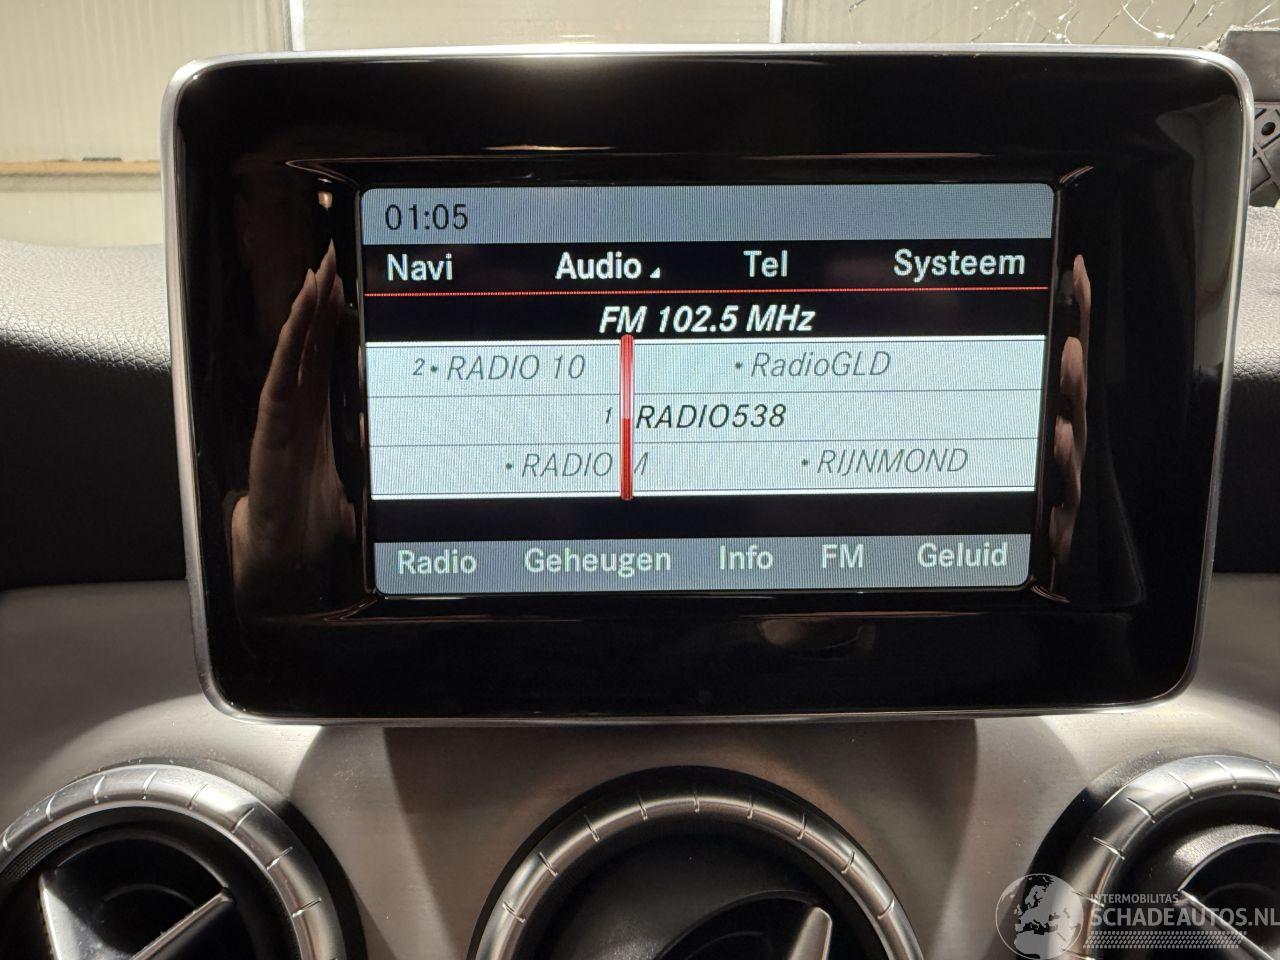 01:05
Navi Audio Tel Systeem
FM 102.5 MHz
2 • RADIO 10 • RadioGLD
1 RADIO538
• RADIO M • RIJNMOND
Radio Geheugen Info FM Geluid
INTERMOBILITAS
SCHADEAUTOS.NL